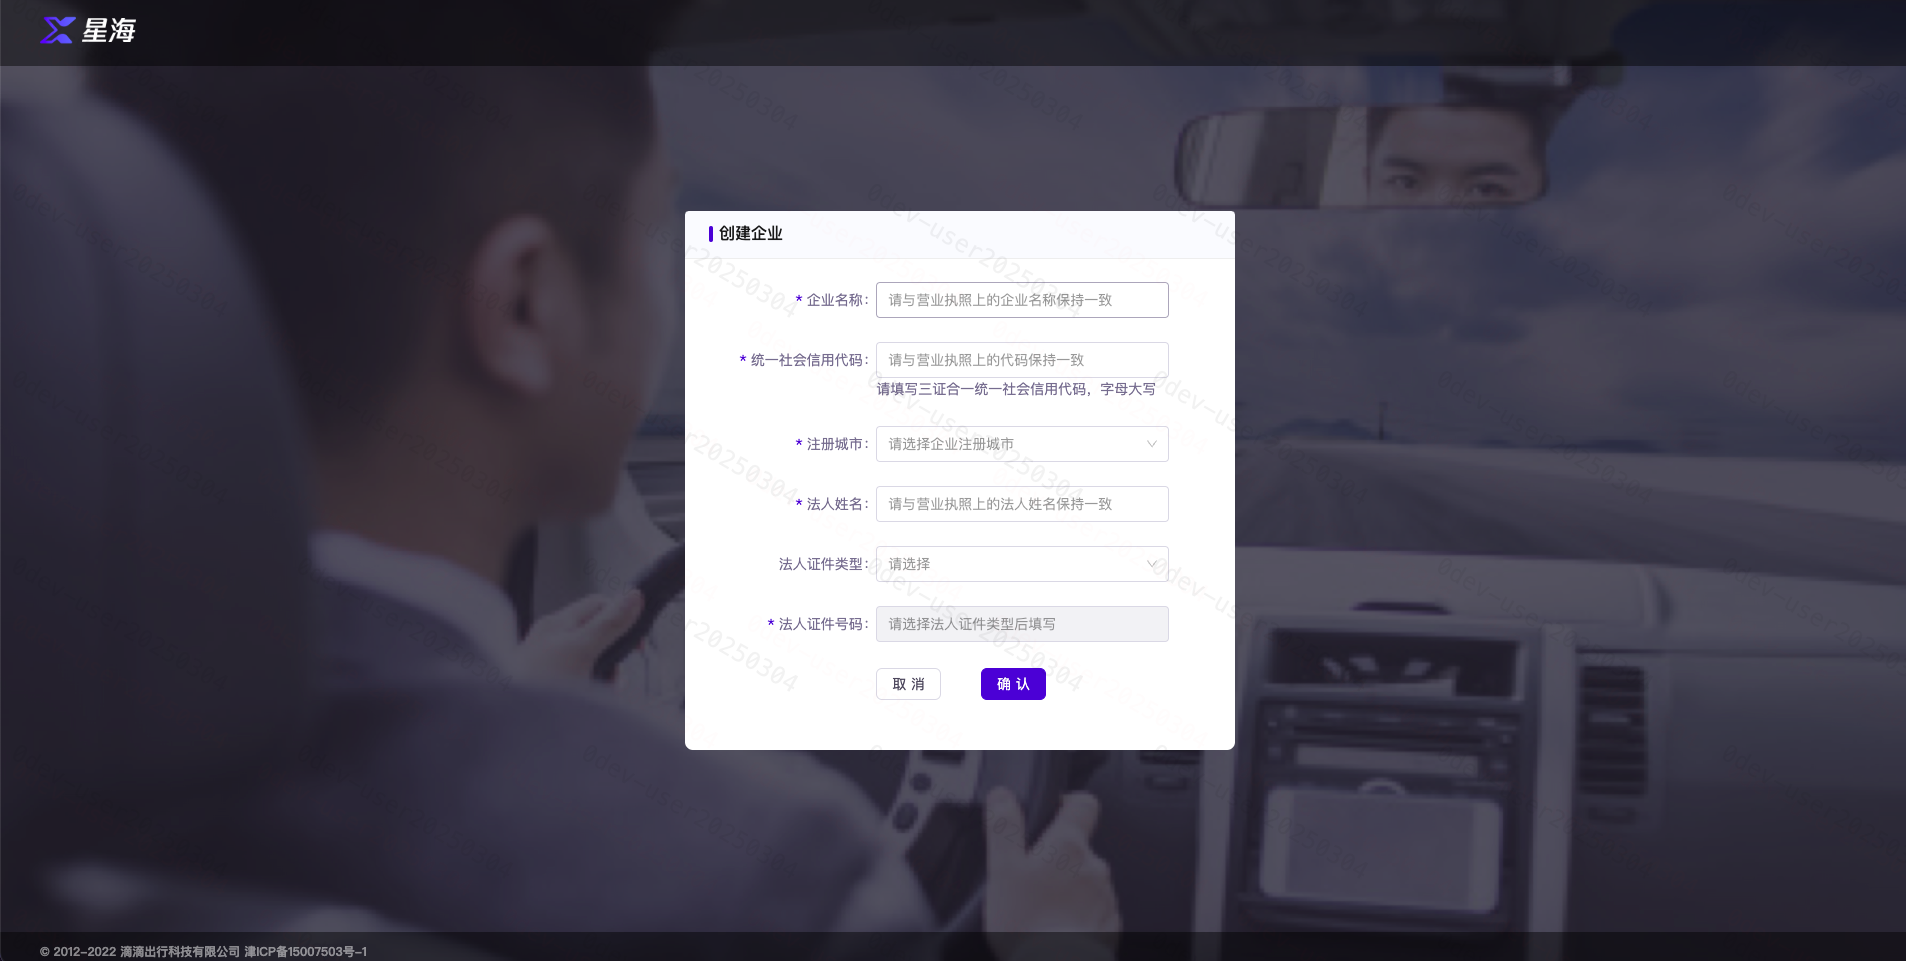 星海
创建企业
* 企业名称: 请与营业执照上的企业名称保持一致
* 统一社会信用代码: 请与营业执照上的代码保持一致
请填写三证合一统一社会信用代码，字母大写
* 注册城市: 请选择企业注册城市
* 法人姓名: 请与营业执照上的法人姓名保持一致
法人证件类型: 请选择
* 法人证件号码: 请选择法人证件类型后填写
取 消 确 认
© 2012-2022 滴滴出行科技有限公司 津ICP备15007503号-1
0dev-user20250304